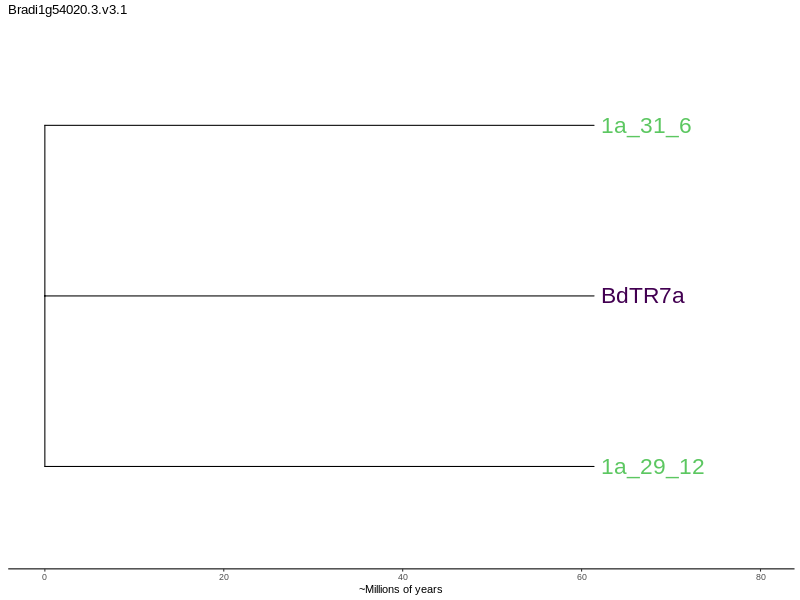 Bradi1g54020.3.v3.1
1a_31_6
BdTR7a
1a_29_12
0 20 40 60 80
~Millions of years